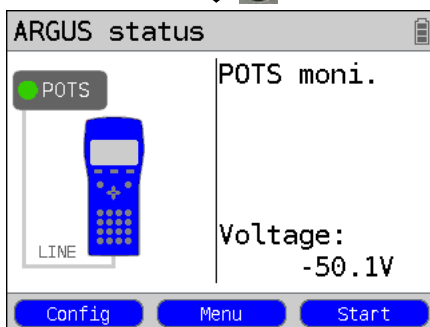 ARGUS status
POTS
POTS moni.
LINE
Voltage:
-50.1V
Config
Menu
Start